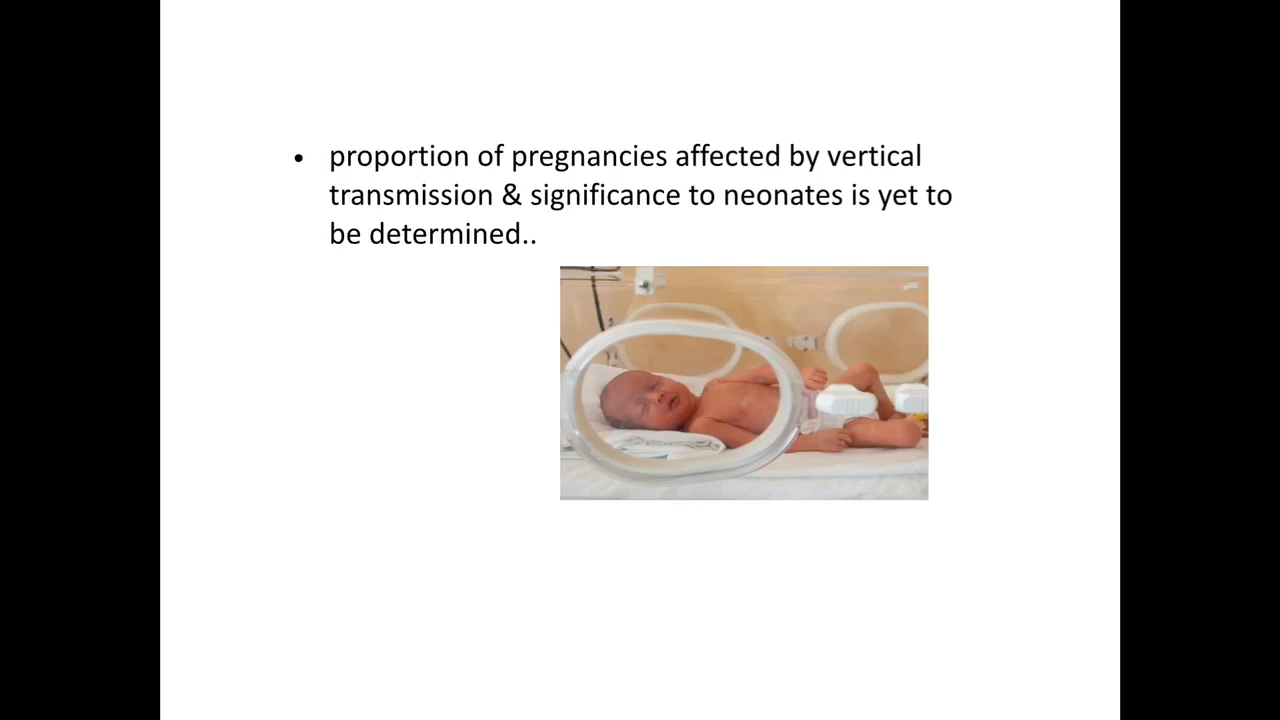 • proportion of pregnancies affected by vertical
transmission & significance to neonates is yet to
be determined..